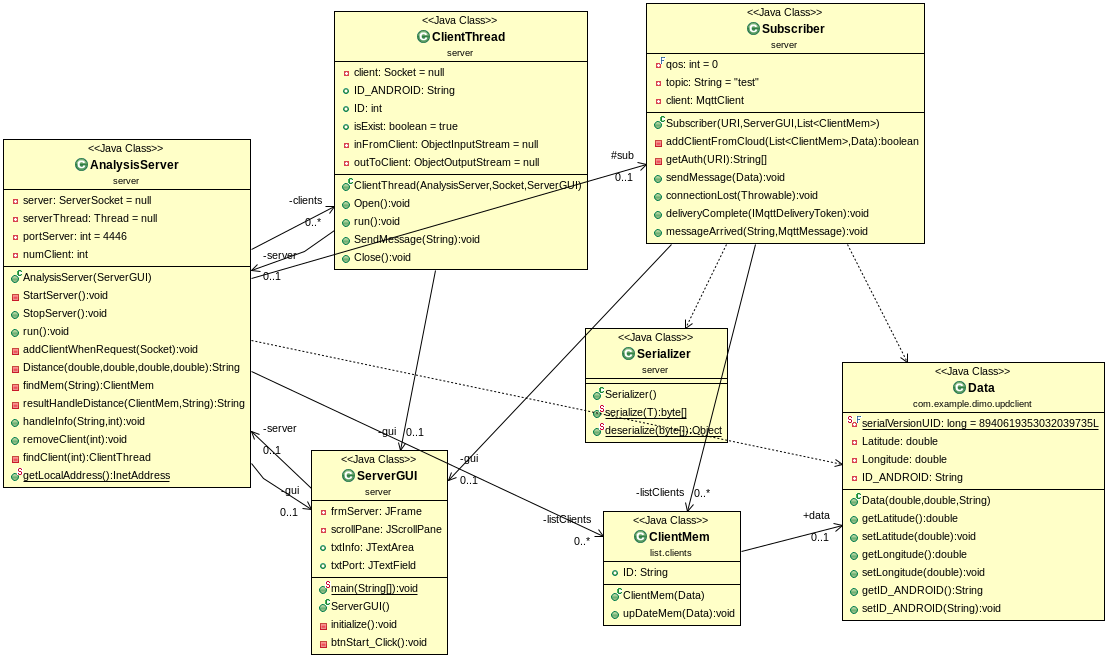 <<Java Class>>
AnalysisServer
server
server: ServerSocket = null
serverThread: Thread = null
portServer: int = 4446
numClient: int
AnalysisServer(ServerGUI)
StartServer():void
StopServer():void
run():void
addClientWhenRequest(Socket):void
Distance(double,double,double,double):String
findMem(String):ClientMem
resultHandleDistance(ClientMem,String):String
handleInfo(String,int):void
removeClient(int):void
findClient(int):ClientThread
getLocalAddress():InetAddress
<<Java Class>>
ClientThread
server
client: Socket = null
ID_ANDROID: String
ID: int
isExist: boolean = true
inFromClient: ObjectInputStream = null
outToClient: ObjectOutputStream = null
ClientThread(AnalysisServer,Socket,ServerGUI)
Open():void
run():void
SendMessage(String):void
Close():void
<<Java Class>>
Subscriber
server
qos: int = 0
topic: String = "test"
client: MqttClient
Subscriber(URI,ServerGUI,List<ClientMem>)
addClientFromCloud(List<ClientMem>,Data):boolean
getAuth(URI):String[]
sendMessage(Data):void
connectionLost(Throwable):void
deliveryComplete(IMqttDeliveryToken):void
messageArrived(String,MqttMessage):void
-clients
0..*
-server
0..1
#sub
0..1
<<Java Class>>
Serializer
server
Serializer()
serialize(T):byte[]
deserialize(byte[]):Object
<<Java Class>>
Data
com.example.dimo.updclient
serialVersionUID: long = 8940619353032039735L
Latitude: double
Longitude: double
ID_ANDROID: String
Data(double,double,String)
getLatitude():double
setLatitude(double):void
getLongitude():double
setLongitude(double):void
getID_ANDROID():String
setID_ANDROID(String):void
-server
0..1
-gui
0..1
-gui
0..1
-gui
0..1
<<Java Class>>
ServerGUI
server
frmServer: JFrame
scrollPane: JScrollPane
txtInfo: JTextArea
txtPort: JTextField
main(String[]):void
ServerGUI()
initialize():void
btnStart_Click():void
-listClients
0..*
-listClients
0..*
<<Java Class>>
ClientMem
list.clients
ID: String
ClientMem(Data)
upDateMem(Data):void
+data
0..1